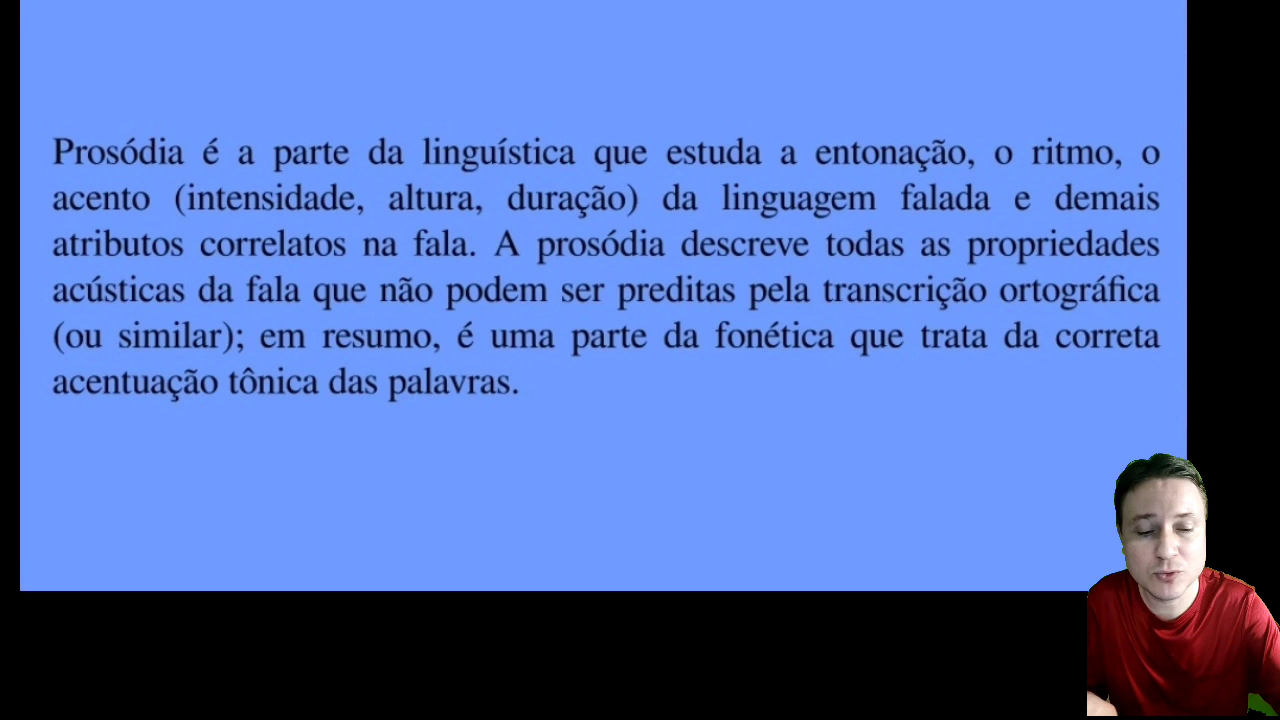 Prosódia é a parte da linguística que estuda a entonação, o ritmo, o
acento (intensidade, altura, duração) da linguagem falada e demais
atributos correlatos na fala. A prosódia descreve todas as propriedades
acústicas da fala que não podem ser preditas pela transcrição ortográfica
(ou similar); em resumo, é uma parte da fonética que trata da correta
acentuação tônica das palavras.